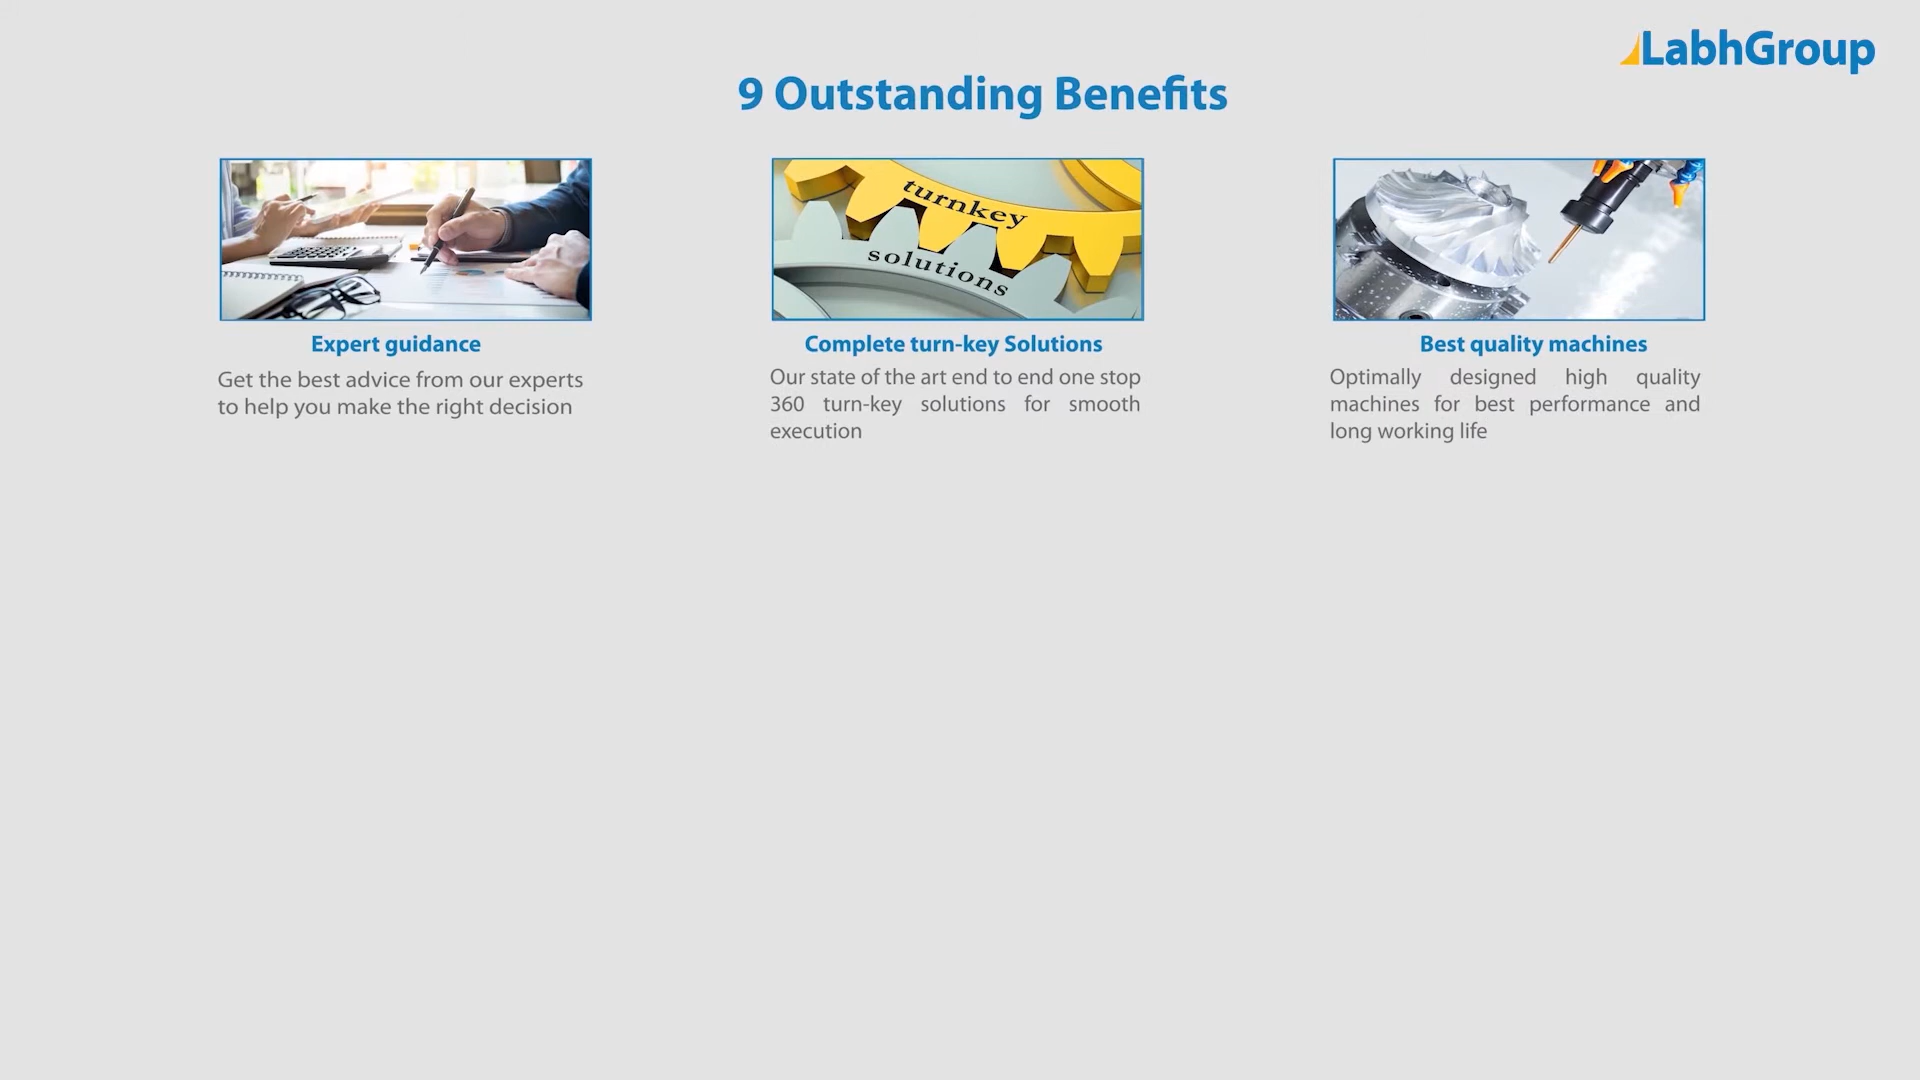 LabhGroup
9 Outstanding Benefits
turnkey
solutions
Expert guidance
Get the best advice from our experts
to help you make the right decision
Complete turn-key Solutions
Our state of the art end to end one stop
360 turn-key solutions for smooth
execution
Best quality machines
Optimally designed high quality
machines for best performance and
long working life